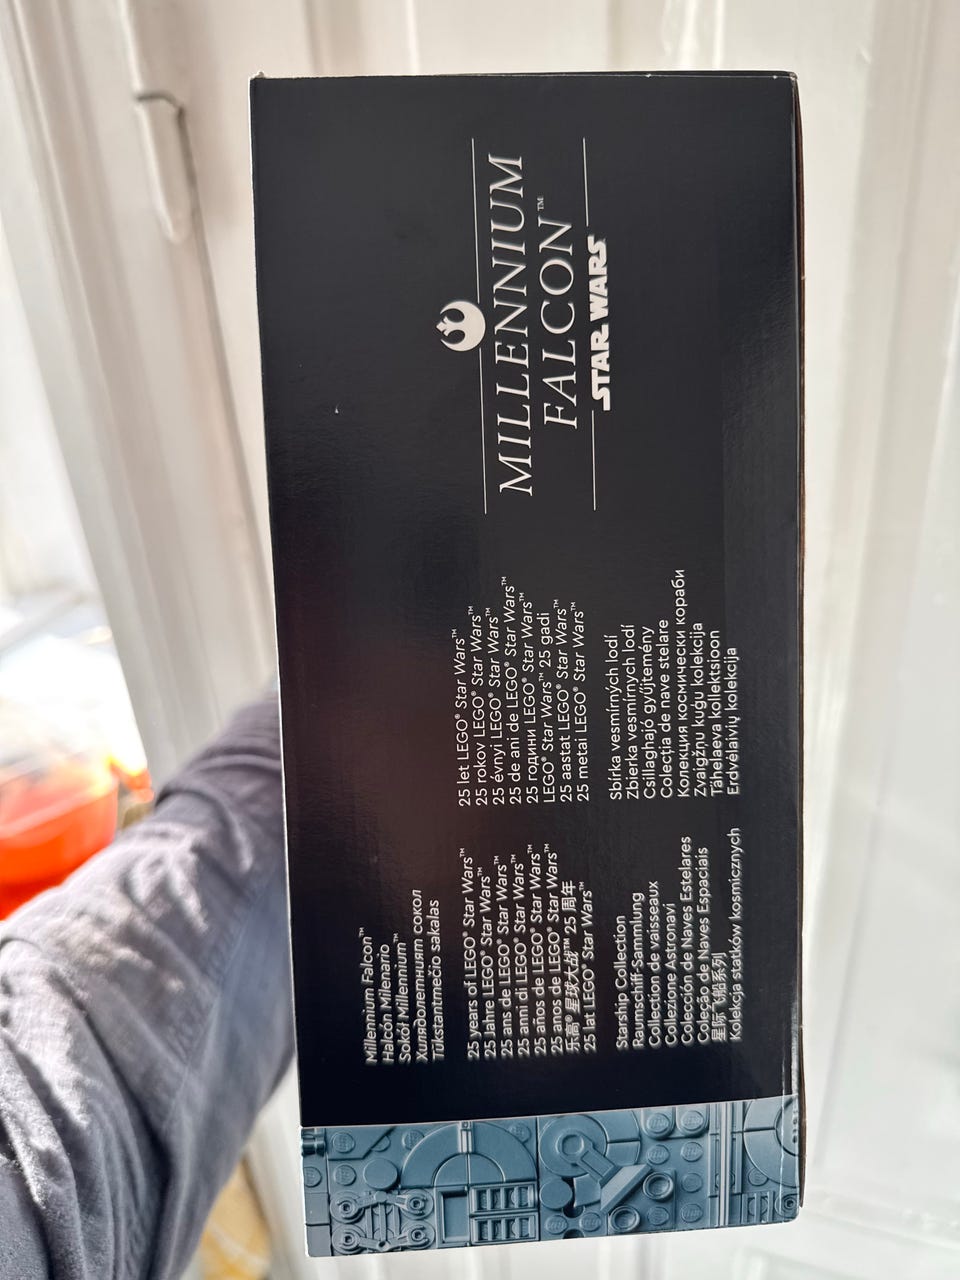 Millennium Falcon™
Halcón Milenario
Sokół Millennium™
Хилядолетният сокол
Tūkstantmečio sakalas
25 years of LEGO® Star Wars™
25 Jahre LEGO® Star Wars™
25 ans de LEGO® Star Wars™
25 anni di LEGO® Star Wars™
25 años de LEGO® Star Wars™
25 anos de LEGO® Star Wars™
乐高® 星球大战™ 25 周年
25 lat LEGO® Star Wars™
Starship Collection
Raumschiff-Sammlung
Collection de vaisseaux
Colezione Astronavi
Colección de Naves Estelares
Coleção de Naves Espaciais
星际飞船系列
Kolekcja statków kosmicznych
25 let LEGO® Star Wars™
25 rokov LEGO® Star Wars™
25 évnyi LEGO® Star Wars™
25 de ani de LEGO® Star Wars™
25 години LEGO® Star Wars™
LEGO® Star Wars™ 25 gadi
25 aastat LEGO® Star Wars™
25 metai LEGO® Star Wars™
Sbírka vesmírných lodí
Zbierka vesmírnych lodí
Csillaghajó gyűjtemény
Colecția de nave stelare
Колекция космически кораби
Zvaigžņu kuģu kolekcija
Tähelaeva kollektsioon
Erdvėlaivių kolekcija
MILLENNIUM
FALCON™
STAR WARS